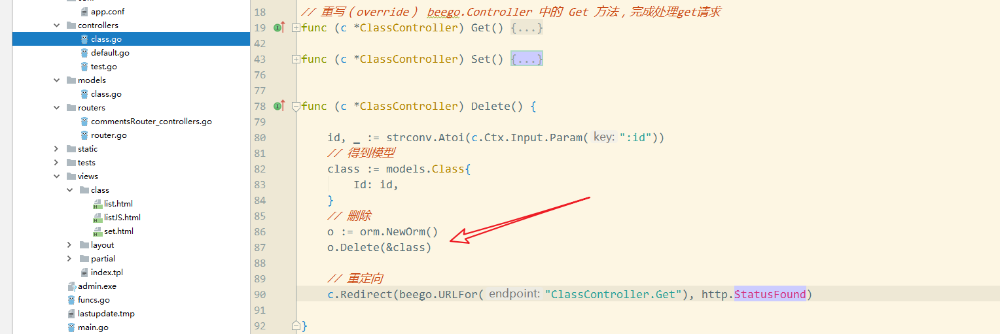 app.conf
controllers
class.go
default.go
test.go
models
class.go
routers
commentsRouter_controllers.go
router.go
static
tests
views
class
list.html
listJS.html
set.html
layout
partial
index.tpl
admin.exe
funcs.go
lastupdate.tmp
main.go
18 // 重写(override) beego.Controller 中的 Get 方法,完成处理get请求
19 func (c *ClassController) Get() {...}
42
43 func (c *ClassController) Set() {...}
76
77
78 func (c *ClassController) Delete() {
79
80 id, _ := strconv.Atoi(c.Ctx.Input.Param( key: ":id"))
81 // 得到模型
82 class := models.Class{
83 Id: id,
84 }
85 // 删除
86 o := orm.NewOrm()
87 o.Delete(&class)
88
89 // 重定向
90 c.Redirect(beego.URLFor( endpoint: "ClassController.Get"), http.StatusFound)
91
92 }